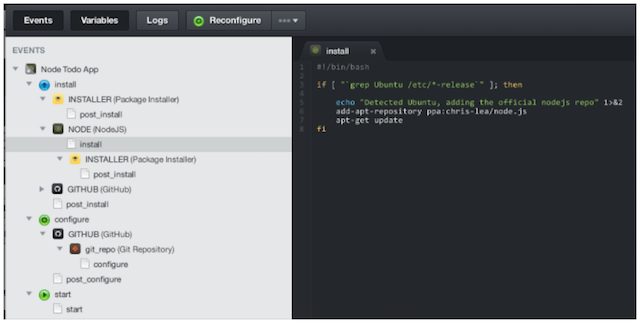 Events Variables Logs Reconfigure
EVENTS
Node Todo App
install
INSTALLER (Package Installer)
post_install
NODE (NodeJS)
install
INSTALLER (Package Installer)
post_install
GITHUB (GitHub)
post_install
configure
GITHUB (GitHub)
git_repo (Git Repository)
configure
post_configure
start
start
install
1 #!/bin/bash
2
3 if [ "`grep Ubuntu /etc/*-release`" ]; then
4
5 echo "Detected Ubuntu, adding the official nodejs repo" 1>&2
6 add-apt-repository ppa:chris-lea/node.js
7 apt-get update
8 fi